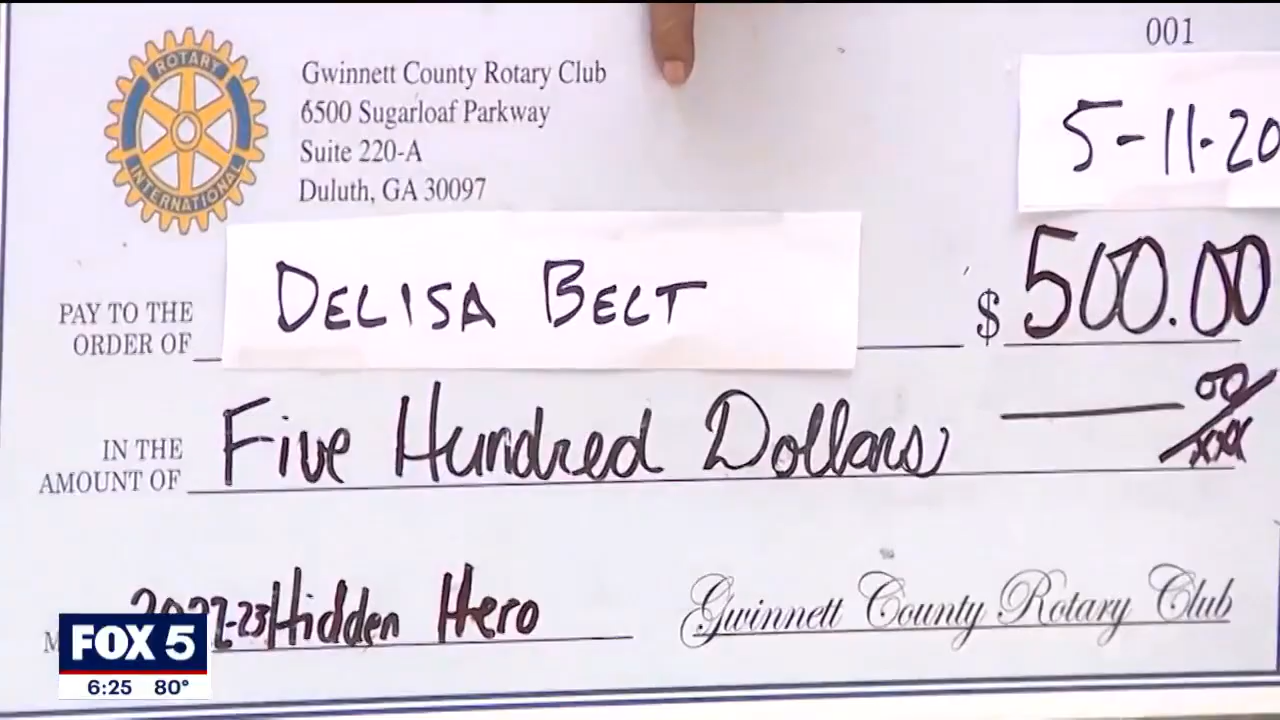 001
ROTARY
INTERNATIONAL
Gwinnett County Rotary Club
6500 Sugarloaf Parkway
Suite 220-A
Duluth, GA 30097
5-11-20
PAY TO THE
ORDER OF
DELISA BELT
$ 500.00
IN THE
AMOUNT OF
Five Hundred Dollars
00/xxx
2022-23 Hidden Hero
Gwinnett County Rotary Club
FOX 5
6:25 80°